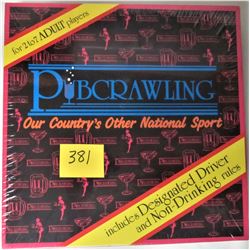 for 2 to 7 ADULT players
PUBCRAWLING
Our Country's Other National Sport
381
includes Designated Driver
and Non-Drinking rules